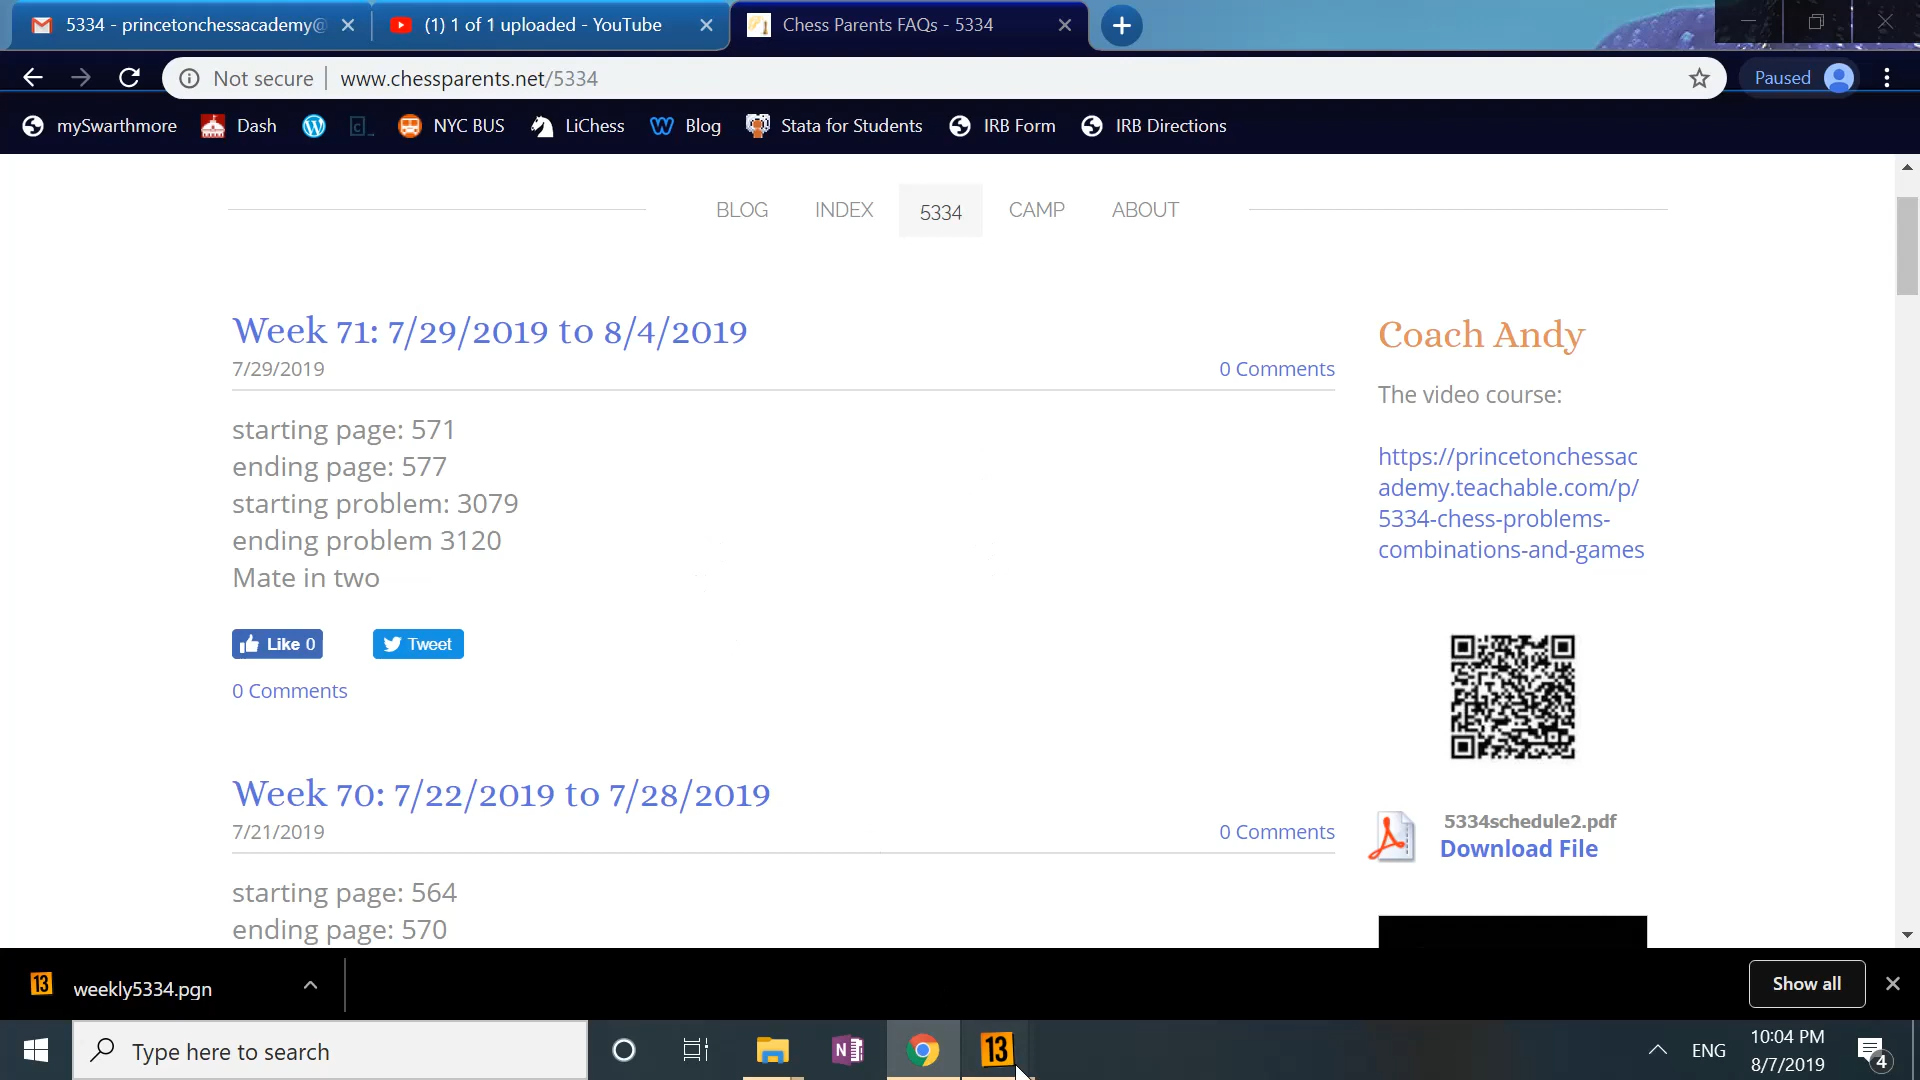 5334 - princetonchessacademy@
(1) 1 of 1 uploaded - YouTube
Chess Parents FAQs - 5334
Not secure
www.chessparents.net/5334
Paused
mySwarthmore
Dash
NYC BUS
LiChess
Blog
Stata for Students
IRB Form
IRB Directions
BLOG
INDEX
5334
CAMP
ABOUT
Week 71: 7/29/2019 to 8/4/2019
7/29/2019
0 Comments
starting page: 571
ending page: 577
starting problem: 3079
ending problem 3120
Mate in two
Like 0
Tweet
0 Comments
Week 70: 7/22/2019 to 7/28/2019
7/21/2019
0 Comments
starting page: 564
ending page: 570
Coach Andy
The video course:
https://princetonchessac
ademy.teachable.com/p/
5334-chess-problems-
combinations-and-games
5334schedule2.pdf
Download File
13
weekly5334.pgn
Show all
Type here to search
N
13
ENG
10:04 PM
8/7/2019
4